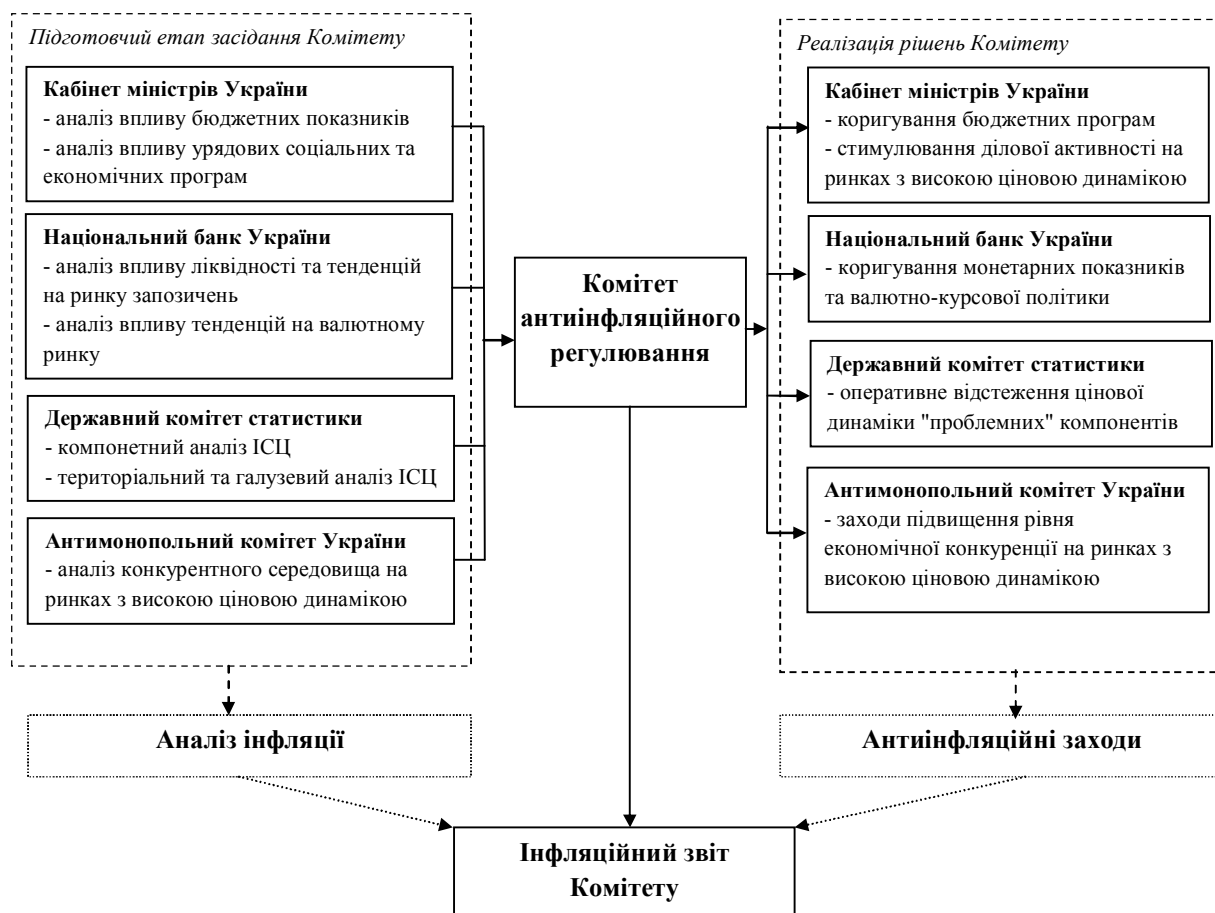 Підготовчий етап засідання Комітету
Кабінет міністрів України
- аналіз впливу бюджетних показників
- аналіз впливу урядових соціальних та
економічних програм
Національний банк України
- аналіз впливу ліквідності та тенденцій
на ринку запозичень
- аналіз впливу тенденцій на валютному
ринку
Державний комітет статистики
- компонетний аналіз ІСЦ
- територіальний та галузевий аналіз ІСЦ
Антимонопольний комітет України
- аналіз конкурентного середовища на
ринках з високою ціновою динамікою
Комітет
антиінфляційного
регулювання
Реалізація рішень Комітету
Кабінет міністрів України
- коригування бюджетних програм
- стимулювання ділової активності на
ринках з високою ціновою динамікою
Національний банк України
- коригування монетарних показників
та валютно-курсової політики
Державний комітет статистики
- оперативне відстеження цінової
динаміки "проблемних" компонентів
Антимонопольний комітет України
- заходи підвищення рівня
економічної конкуренції на ринках з
високою ціновою динамікою
Аналіз інфляції
Антиінфляційні заходи
Інфляційний звіт
Комітету